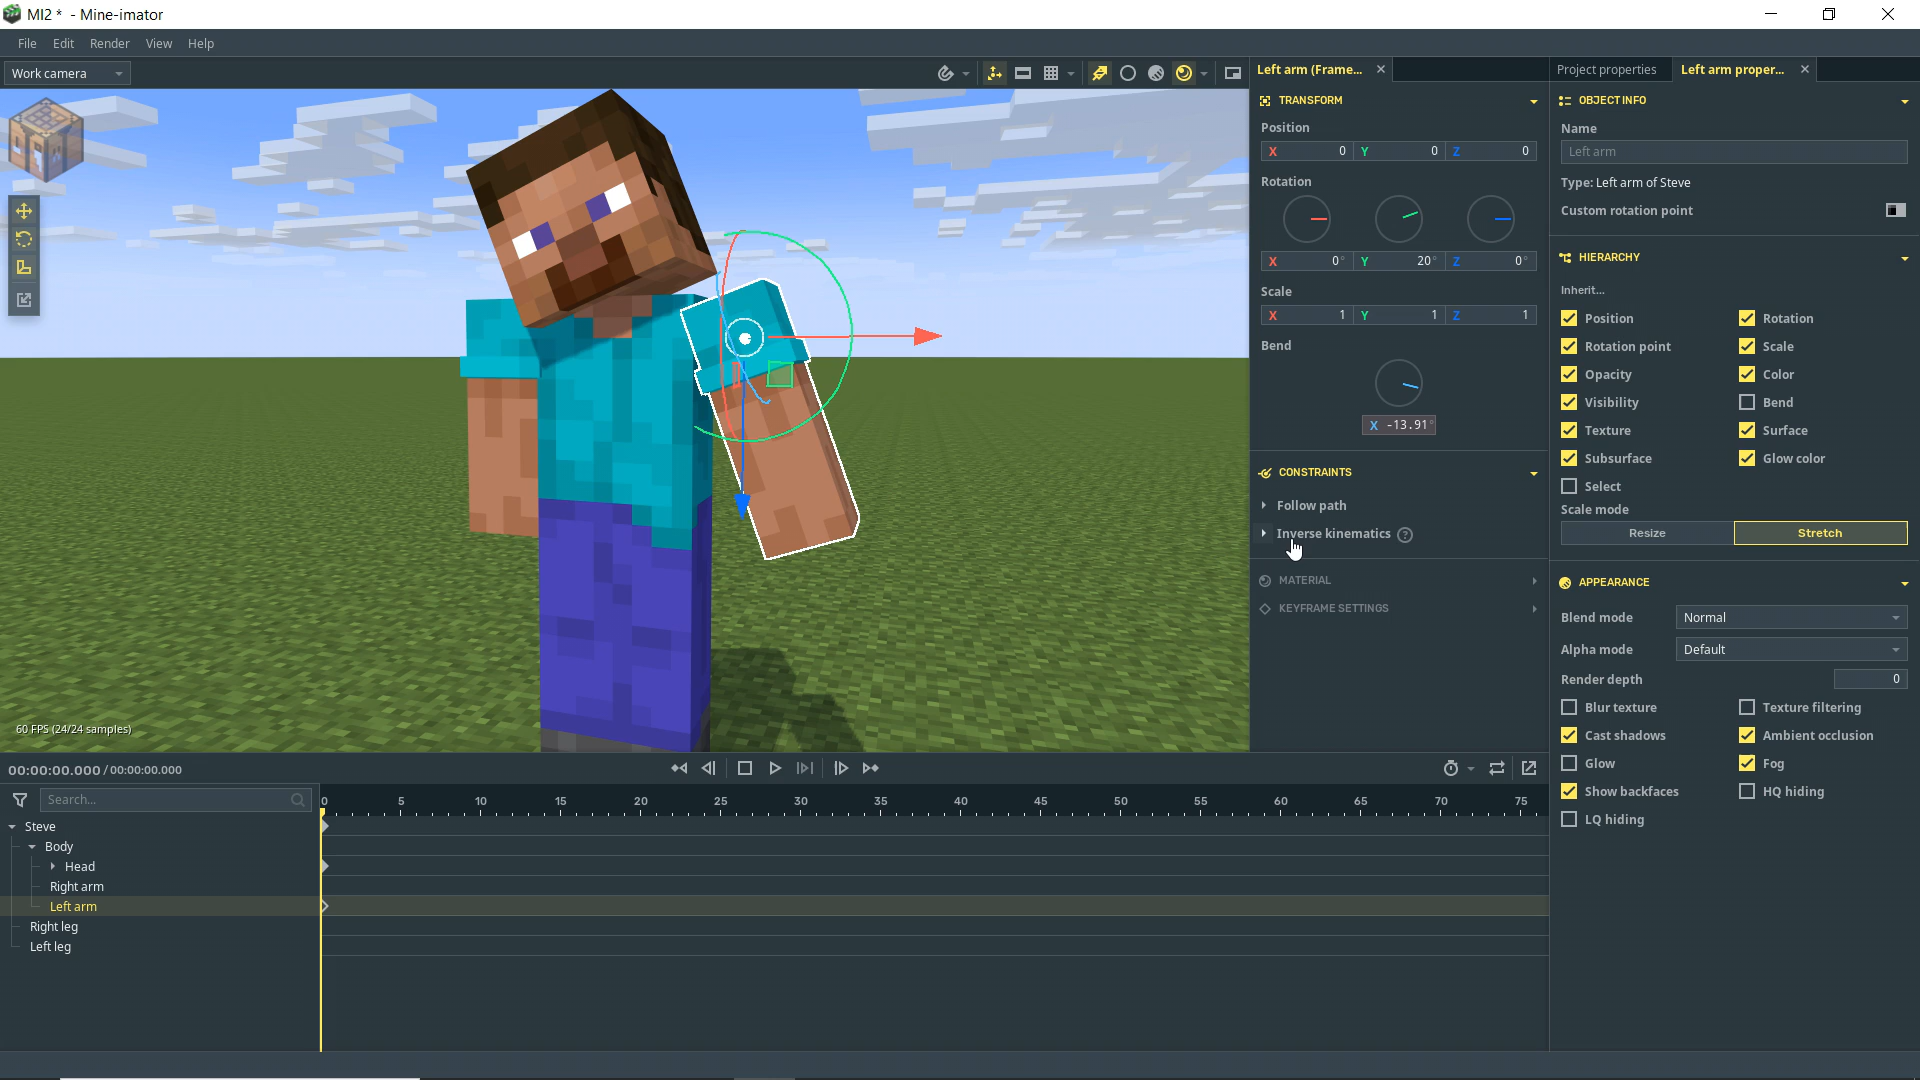 MI2 * - Mine-imator
File Edit Render View Help
Work camera
Left arm (Frame...
Project properties
Left arm proper...
TRANSFORM
Position
X 0 Y 0 Z 0
Rotation
X 0° Y 20° Z 0°
Scale
X 1 Y 1 Z 1
Bend
X -13.91°
CONSTRAINTS
Follow path
Inverse kinematics ?
MATERIAL
KEYFRAME SETTINGS
OBJECT INFO
Name
Left arm
Type: Left arm of Steve
Custom rotation point
HIERARCHY
Inherit...
Position Rotation
Rotation point Scale
Opacity Color
Visibility Bend
Texture Surface
Subsurface Glow color
Select
Scale mode
Resize Stretch
APPEARANCE
Blend mode Normal
Alpha mode Default
Render depth 0
Blur texture Texture filtering
Cast shadows Ambient occlusion
Glow Fog
Show backfaces HQ hiding
LQ hiding
60 FPS (24/24 samples)
00:00:00.000 / 00:00:00.000
Search...
0 5 10 15 20 25 30 35 40 45 50 55 60 65 70 75
Steve
Body
Head
Right arm
Left arm
Right leg
Left leg